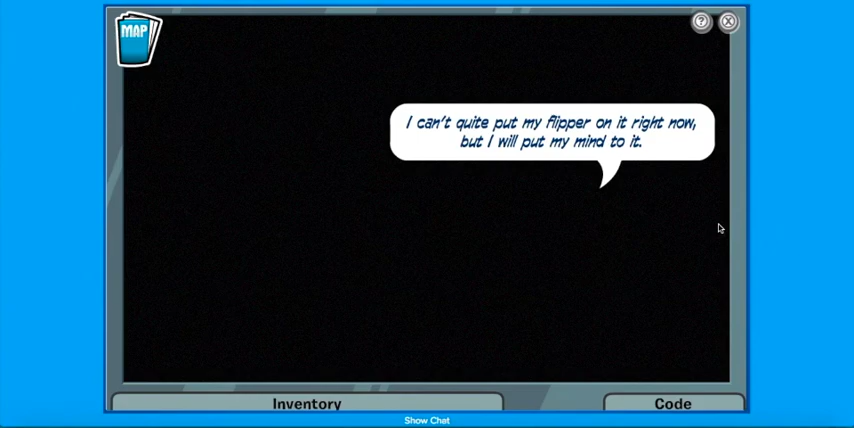 MAP
?
X
I can't quite put my flipper on it right now,
but I will put my mind to it.
Inventory
Code
Show Chat